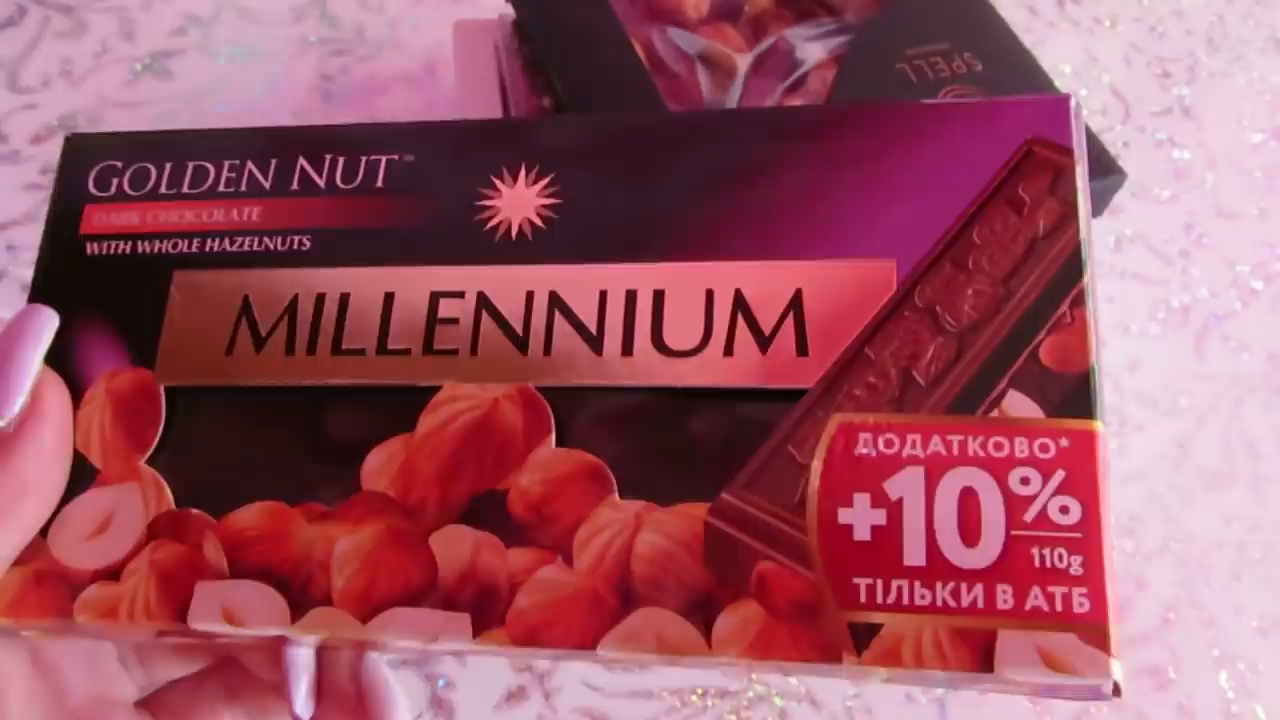 SPELL
GOLDEN NUT™
DARK CHOCOLATE
WITH WHOLE HAZELNUTS
MILLENNIUM
ДОДАТКОВО*
+10%
110g
ТІЛЬКИ В АТБ